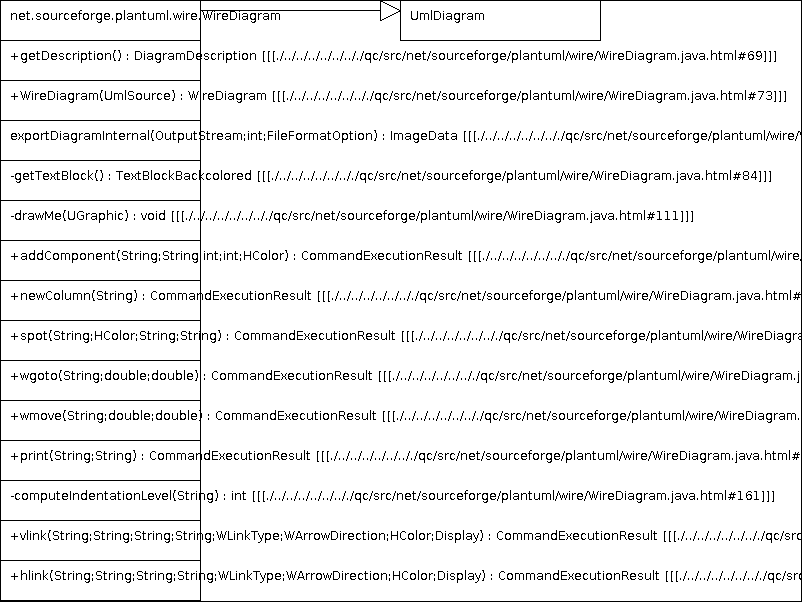 net.sourceforge.plantuml.wire.WireDiagram
UmlDiagram
+getDescription() : DiagramDescription [[[./../../../../../../qc/src/net/sourceforge/plantuml/wire/WireDiagram.java.html#69]]]
+WireDiagram(UmlSource) : WireDiagram [[[./../../../../../../qc/src/net/sourceforge/plantuml/wire/WireDiagram.java.html#73]]]
exportDiagramInternal(OutputStream;int;FileFormatOption) : ImageData [[[./../../../../../../qc/src/net/sourceforge/plantuml/wire/
-getTextBlock() : TextBlockBackcolored [[[./../../../../../../qc/src/net/sourceforge/plantuml/wire/WireDiagram.java.html#84]]]
-drawMe(UGraphic) : void [[[./../../../../../../qc/src/net/sourceforge/plantuml/wire/WireDiagram.java.html#111]]]
+addComponent(String;String;int;int;HColor) : CommandExecutionResult [[[./../../../../../../qc/src/net/sourceforge/plantuml/wire/
+newColumn(String) : CommandExecutionResult [[[./../../../../../../qc/src/net/sourceforge/plantuml/wire/WireDiagram.java.html#
+spot(String;HColor;String;String) : CommandExecutionResult [[[./../../../../../../qc/src/net/sourceforge/plantuml/wire/WireDiagra
+wgoto(String;double;double) : CommandExecutionResult [[[./../../../../../../qc/src/net/sourceforge/plantuml/wire/WireDiagram.j
+wmove(String;double;double) : CommandExecutionResult [[[./../../../../../../qc/src/net/sourceforge/plantuml/wire/WireDiagram.
+print(String;String) : CommandExecutionResult [[[./../../../../../../qc/src/net/sourceforge/plantuml/wire/WireDiagram.java.html#
-computeIndentationLevel(String) : int [[[./../../../../../../qc/src/net/sourceforge/plantuml/wire/WireDiagram.java.html#161]]]
+vlink(String;String;String;String;WLinkType;WArrowDirection;HColor;Display) : CommandExecutionResult [[[./../../../../../../qc/src
+hlink(String;String;String;String;WLinkType;WArrowDirection;HColor;Display) : CommandExecutionResult [[[./../../../../../../qc/sr